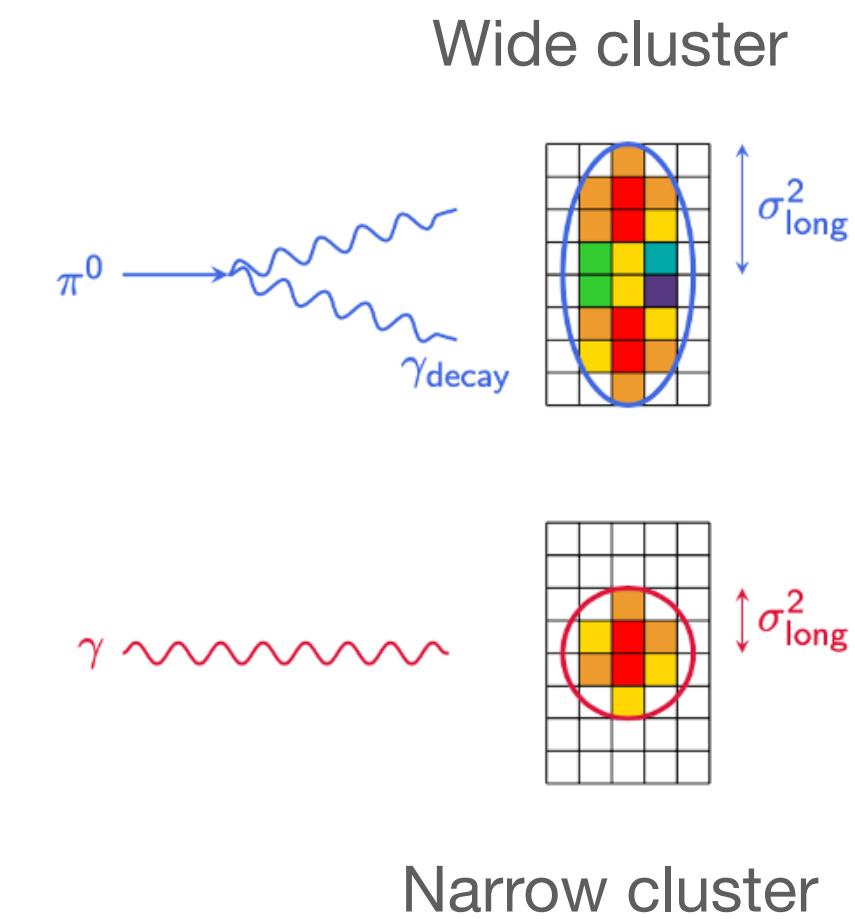 Wide cluster
σ²long
π⁰
γdecay
γ
σ²long
Narrow cluster